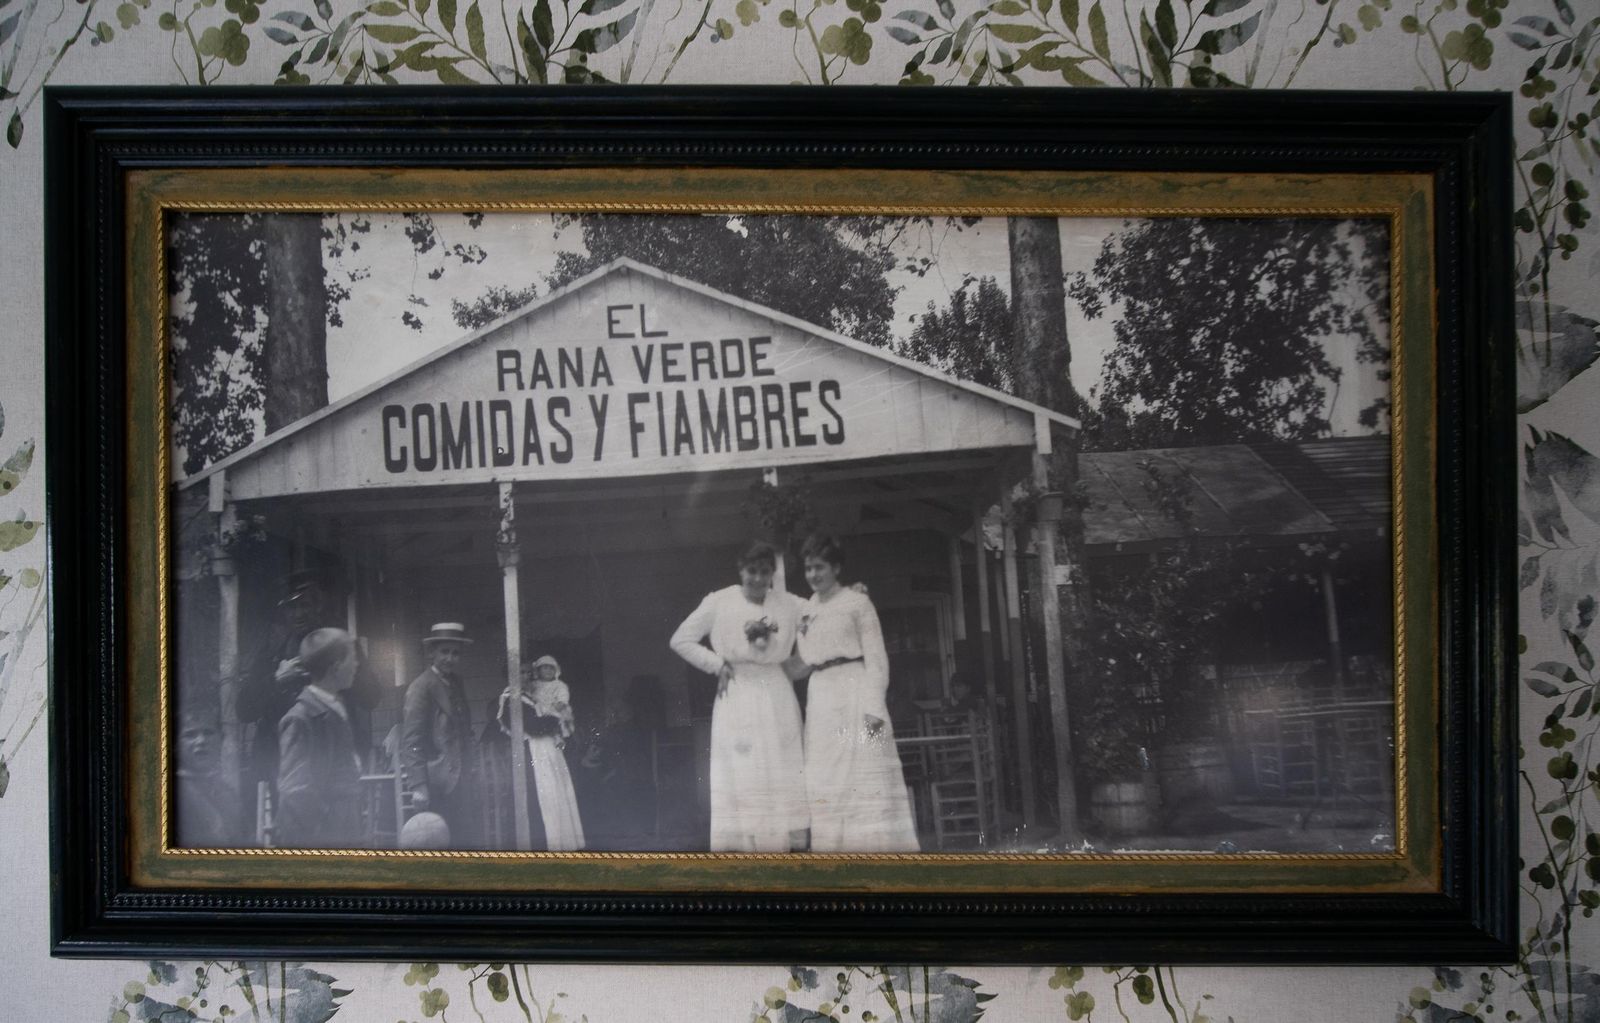 EL
RANA VERDE
COMIDAS Y FIAMBRES